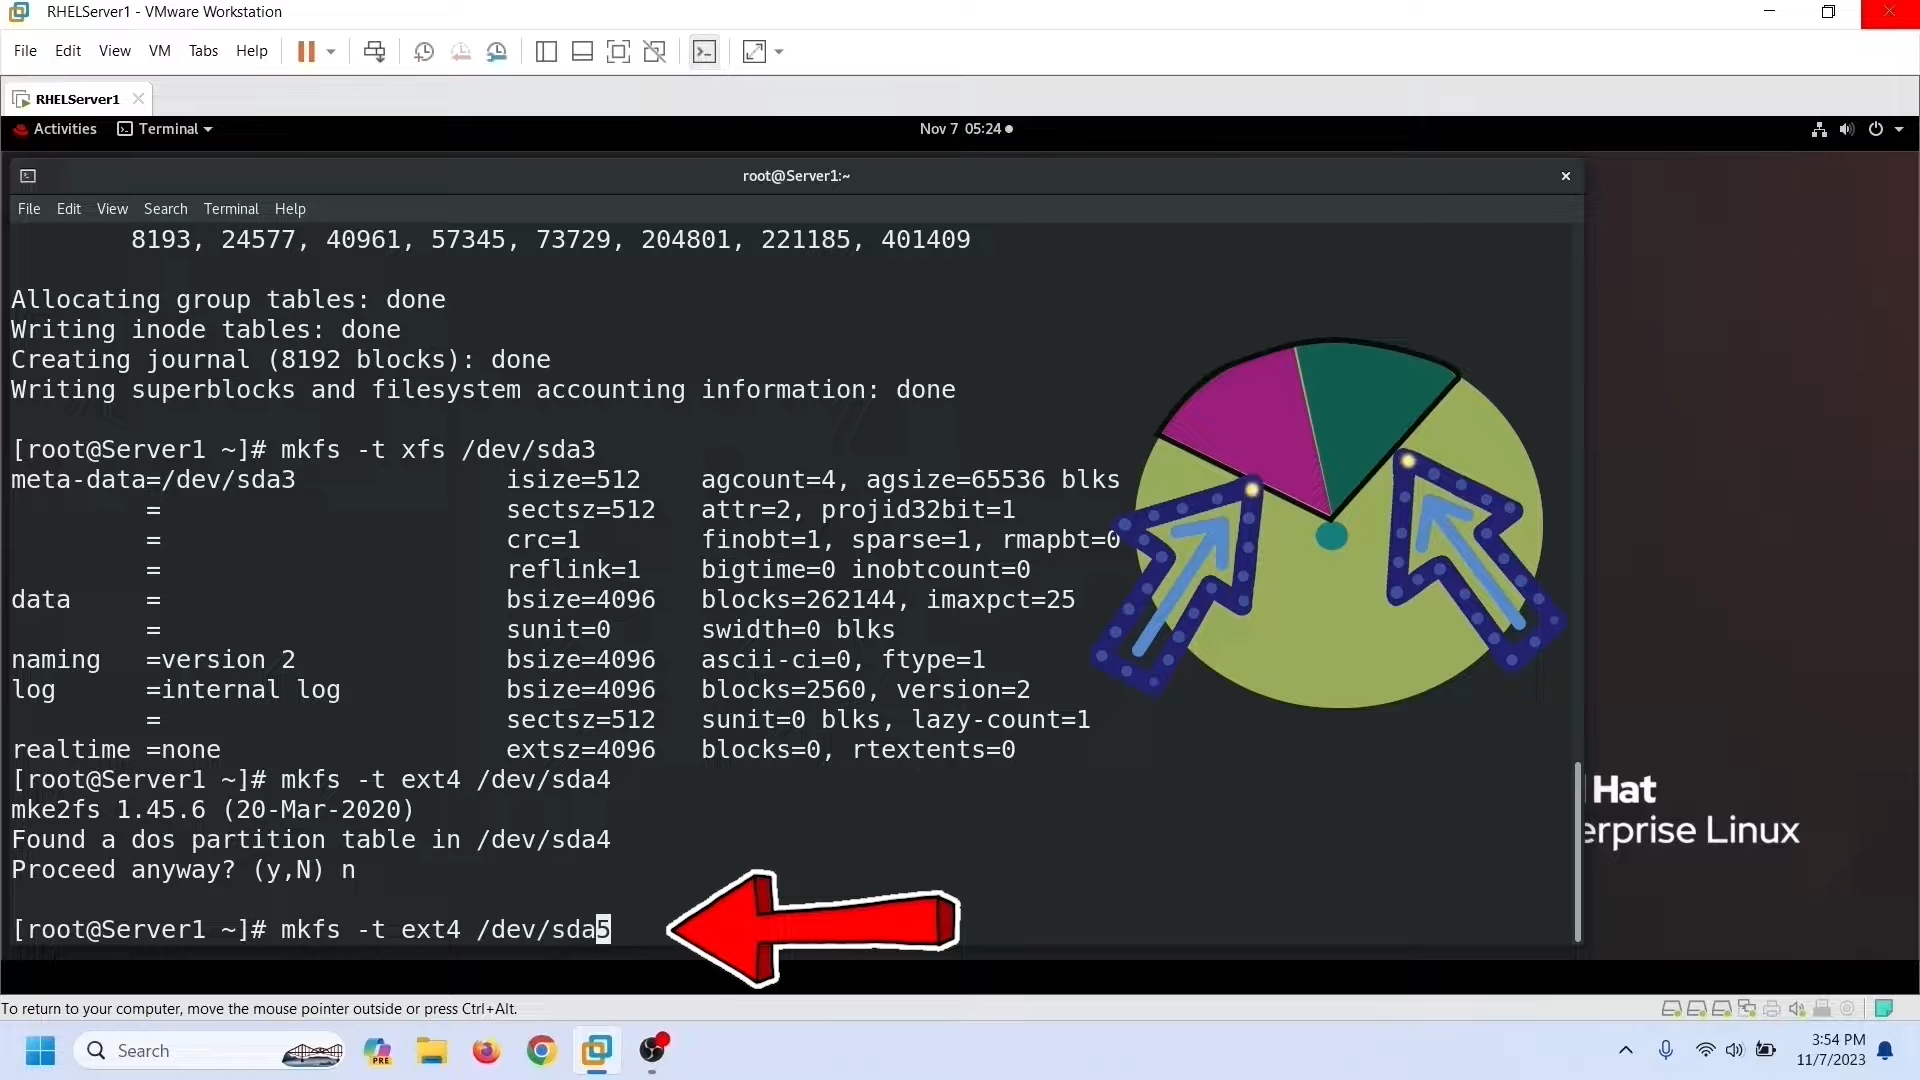 RHELServer1 - VMware Workstation
File Edit View VM Tabs Help
RHELServer1
Activities Terminal Nov 7 05:24
root@Server1:~
File Edit View Search Terminal Help
8193, 24577, 40961, 57345, 73729, 204801, 221185, 401409
Allocating group tables: done
Writing inode tables: done
Creating journal (8192 blocks): done
Writing superblocks and filesystem accounting information: done
[root@Server1 ~]# mkfs -t xfs /dev/sda3
meta-data=/dev/sda3 isize=512 agcount=4, agsize=65536 blks
= sectsz=512 attr=2, projid32bit=1
= crc=1 finobt=1, sparse=1, rmapbt=0
= reflink=1 bigtime=0 inobtcount=0
data = bsize=4096 blocks=262144, imaxpct=25
= sunit=0 swidth=0 blks
naming =version 2 bsize=4096 ascii-ci=0, ftype=1
log =internal log bsize=4096 blocks=2560, version=2
= sectsz=512 sunit=0 blks, lazy-count=1
realtime =none extsz=4096 blocks=0, rtextents=0
[root@Server1 ~]# mkfs -t ext4 /dev/sda4
mke2fs 1.45.6 (20-Mar-2020)
Found a dos partition table in /dev/sda4
Proceed anyway? (y,N) n
[root@Server1 ~]# mkfs -t ext4 /dev/sda5
Hat
erprise Linux
To return to your computer, move the mouse pointer outside or press Ctrl+Alt.
Search
PRE
3:54 PM
11/7/2023